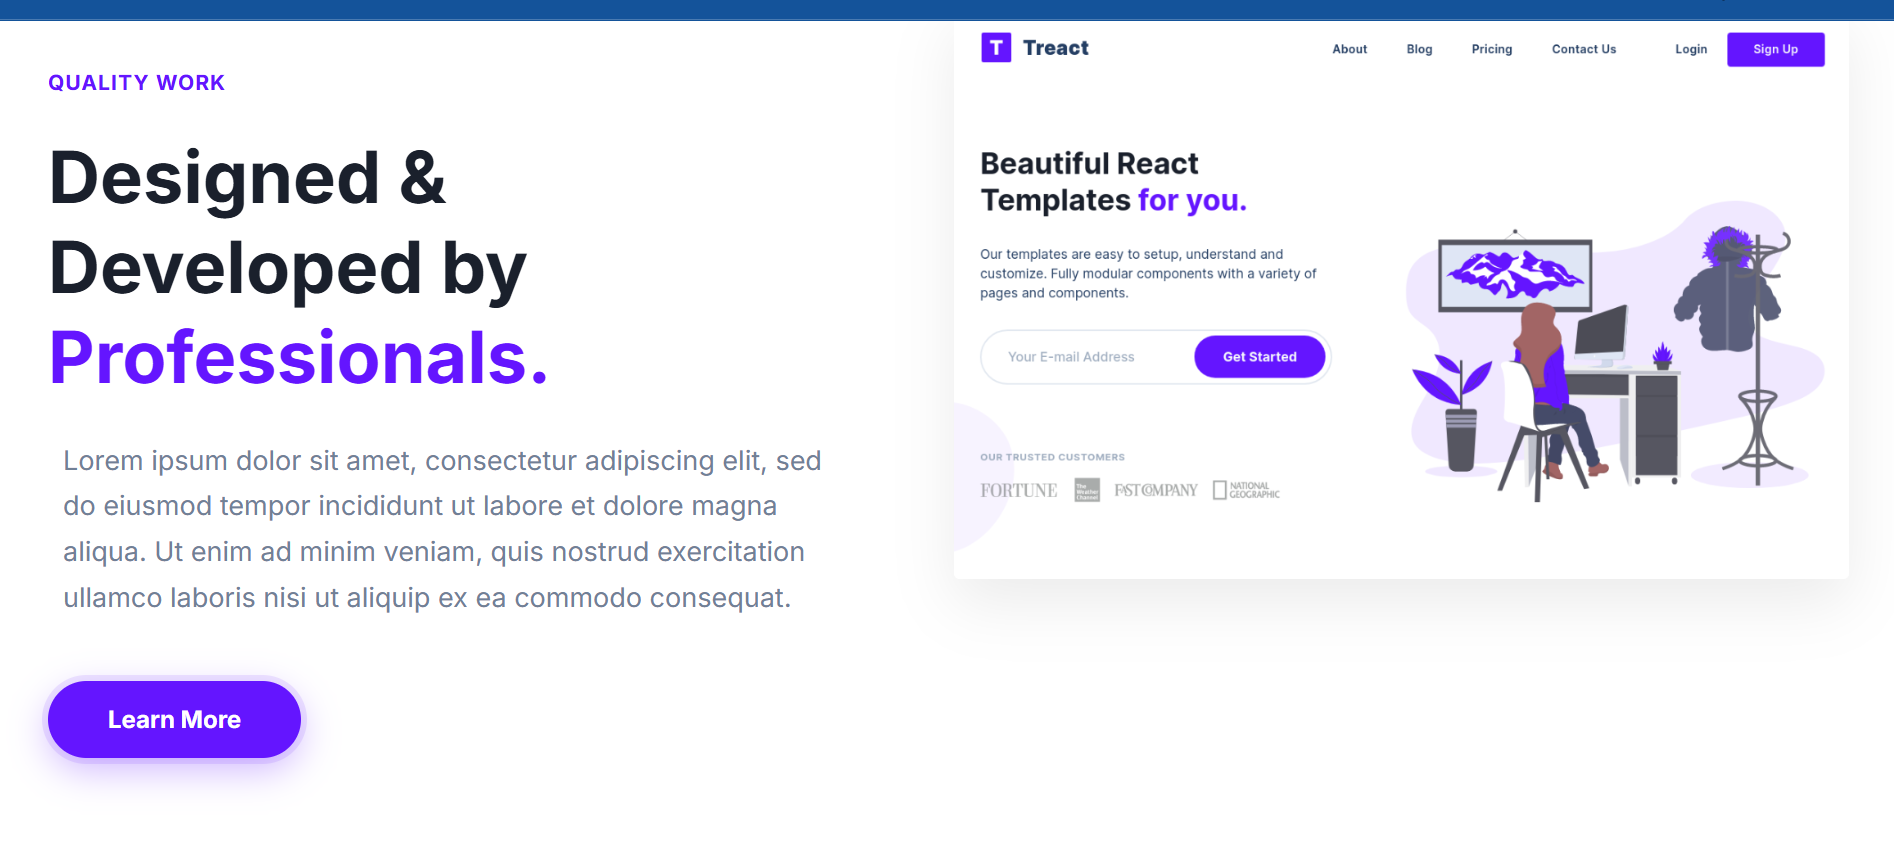 QUALITY WORK
Designed &
Developed by
Professionals.
Lorem ipsum dolor sit amet, consectetur adipiscing elit, sed
do eiusmod tempor incididunt ut labore et dolore magna
aliqua. Ut enim ad minim veniam, quis nostrud exercitation
ullamco laboris nisi ut aliquip ex ea commodo consequat.
Learn More
T Treact
About Blog Pricing Contact Us Login Sign Up
Beautiful React
Templates for you.
Our templates are easy to setup, understand and
customize. Fully modular components with a variety of
pages and components.
Your E-mail Address Get Started
OUR TRUSTED CUSTOMERS
FORTUNE
The
Weather
Channel
FAST COMPANY
NATIONAL
GEOGRAPHIC